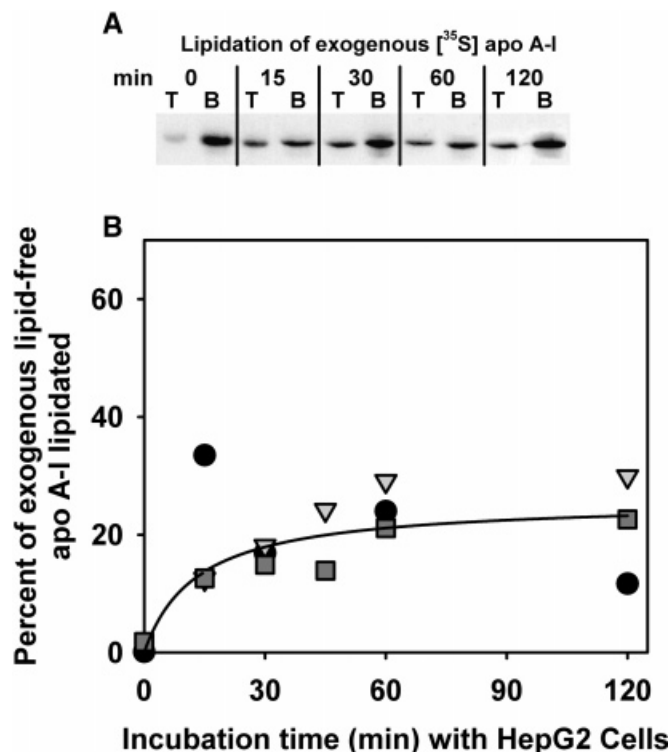 A
Lipidation of exogenous [³⁵S] apo A-I
min 0 15 30 60 120
T B T B T B T B T B
B
Percent of exogenous lipid-free
apo A-I lipidated
60
40
20
0
0 30 60 90 120
Incubation time (min) with HepG2 Cells